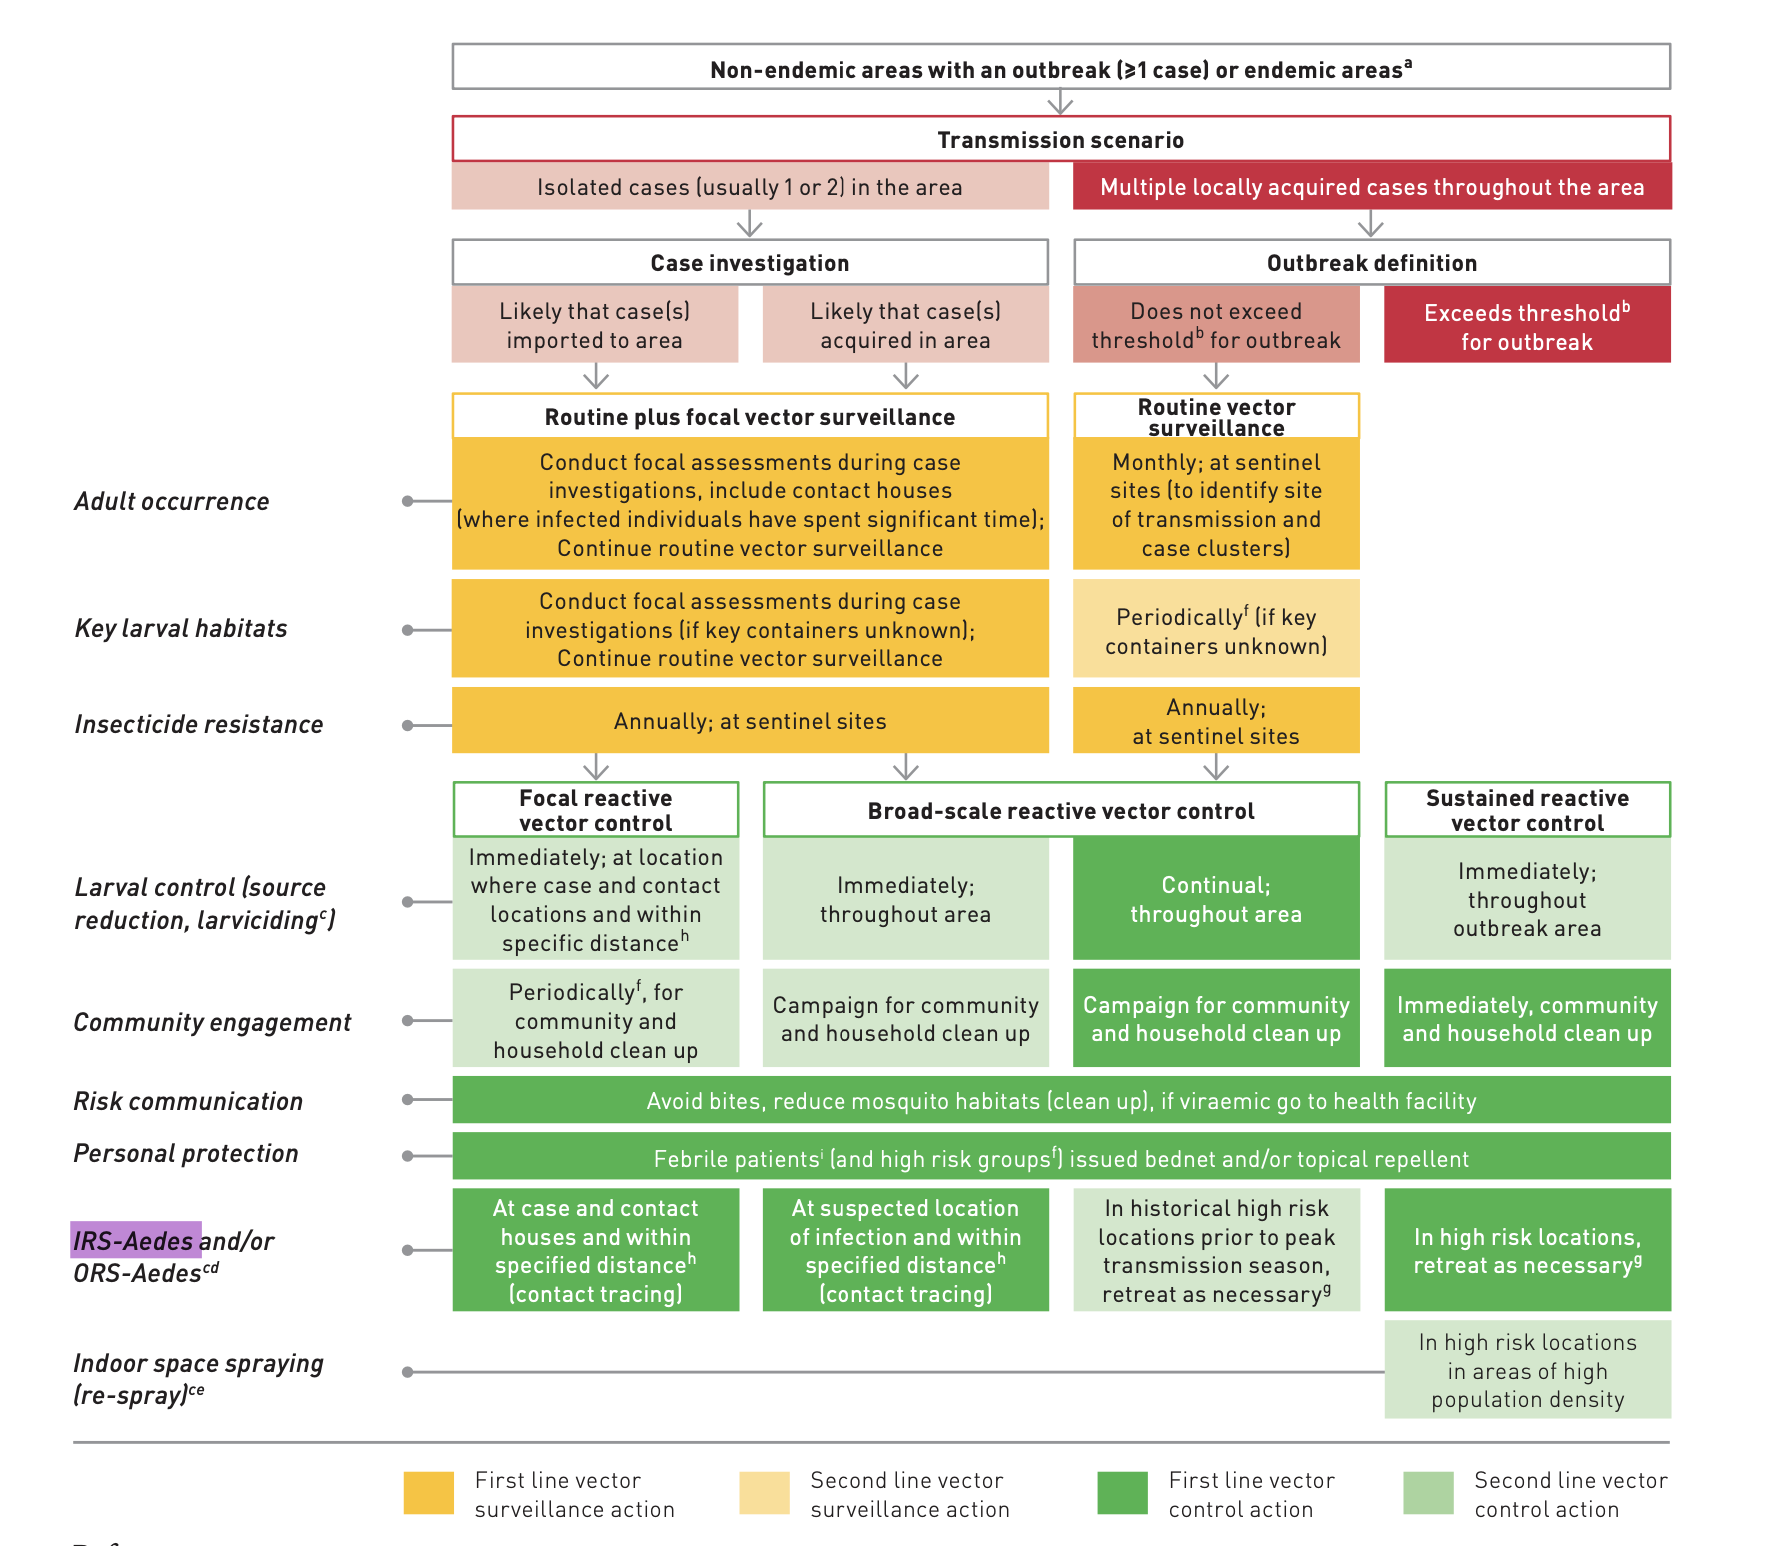 Non-endemic areas with an outbreak (≥1 case) or endemic areasᵃ
Transmission scenario
Isolated cases (usually 1 or 2) in the area
Multiple locally acquired cases throughout the area
Case investigation
Outbreak definition
Likely that case(s)
imported to area
Likely that case(s)
acquired in area
Does not exceed
thresholdᵇ for outbreak
Exceeds thresholdᵇ
for outbreak
Routine plus focal vector surveillance
Routine vector
surveillance
Adult occurrence
Conduct focal assessments during case
investigations, include contact houses
(where infected individuals have spent significant time);
Continue routine vector surveillance
Monthly; at sentinel
sites (to identify site
of transmission and
case clusters)
Key larval habitats
Conduct focal assessments during case
investigations (if key containers unknown);
Continue routine vector surveillance
Periodicallyᶠ (if key
containers unknown)
Insecticide resistance
Annually; at sentinel sites
Annually;
at sentinel sites
Focal reactive
vector control
Broad-scale reactive vector control
Sustained reactive
vector control
Larval control (source
reduction, larvicidingᶜ)
Immediately; at location
where case and contact
locations and within
specific distanceʰ
Immediately;
throughout area
Continual;
throughout area
Immediately;
throughout
outbreak area
Community engagement
Periodicallyᶠ, for
community and
household clean up
Campaign for community
and household clean up
Campaign for community
and household clean up
Immediately, community
and household clean up
Risk communication
Avoid bites, reduce mosquito habitats (clean up), if viraemic go to health facility
Personal protection
Febrile patientsⁱ (and high risk groupsᶠ) issued bednet and/or topical repellent
IRS-Aedes and/or
ORS-Aedesᶜᵈ
At case and contact
houses and within
specified distanceʰ
(contact tracing)
At suspected location
of infection and within
specified distanceʰ
(contact tracing)
In historical high risk
locations prior to peak
transmission season,
retreat as necessaryᵍ
In high risk locations,
retreat as necessaryᵍ
Indoor space spraying
(re-spray)ᶜᵉ
In high risk locations
in areas of high
population density
First line vector
surveillance action
Second line vector
surveillance action
First line vector
control action
Second line vector
control action